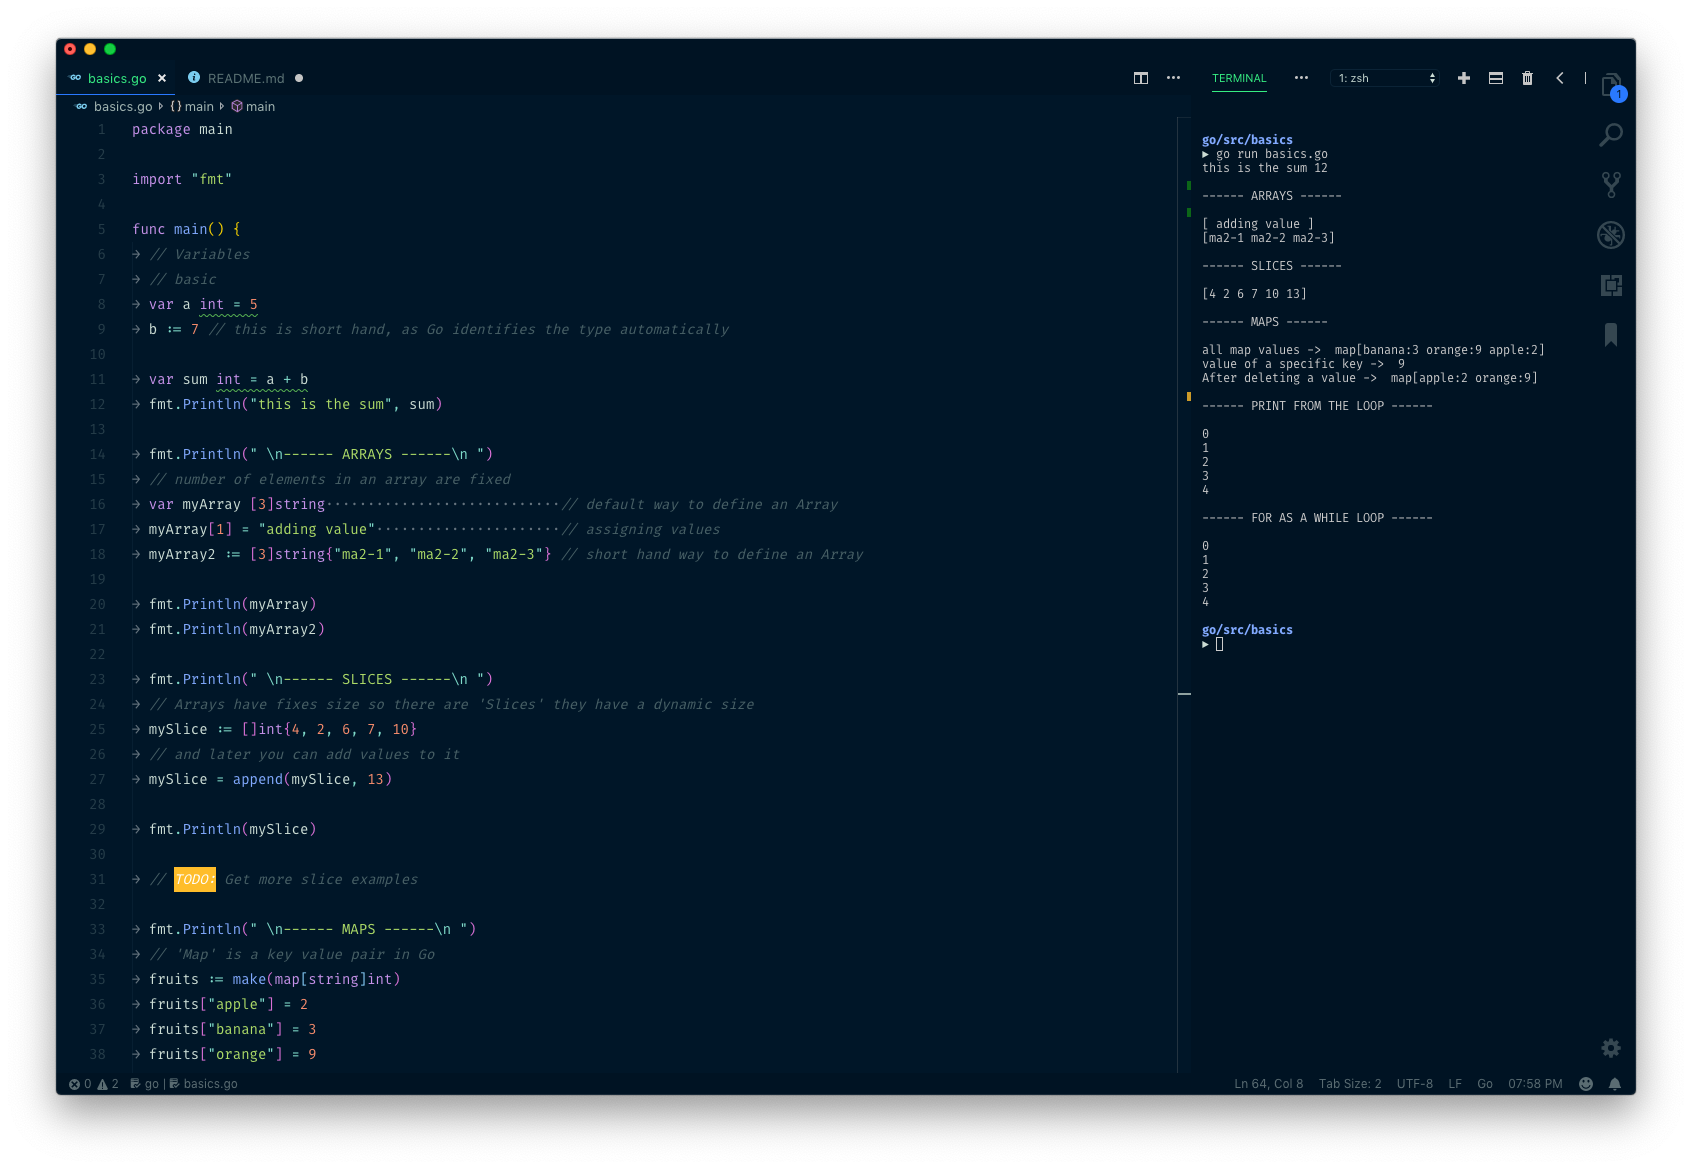 basics.go
README.md
TERMINAL
1: zsh
basics.go
{} main
main
1
1 package main
2
3 import "fmt"
4
5 func main() {
6 // Variables
7 // basic
8 var a int = 5
9 b := 7 // this is short hand, as Go identifies the type automatically
10
11 var sum int = a + b
12 fmt.Println("this is the sum", sum)
13
14 fmt.Println(" \n------ ARRAYS ------\n ")
15 // number of elements in an array are fixed
16 var myArray [3]string // default way to define an Array
17 myArray[1] = "adding value" // assigning values
18 myArray2 := [3]string{"ma2-1", "ma2-2", "ma2-3"} // short hand way to define an Array
19
20 fmt.Println(myArray)
21 fmt.Println(myArray2)
22
23 fmt.Println(" \n------ SLICES ------\n ")
24 // Arrays have fixes size so there are 'Slices' they have a dynamic size
25 mySlice := []int{4, 2, 6, 7, 10}
26 // and later you can add values to it
27 mySlice = append(mySlice, 13)
28
29 fmt.Println(mySlice)
30
31 // TODO: Get more slice examples
32
33 fmt.Println(" \n------ MAPS ------\n ")
34 // 'Map' is a key value pair in Go
35 fruits := make(map[string]int)
36 fruits["apple"] = 2
37 fruits["banana"] = 3
38 fruits["orange"] = 9
go/src/basics
▶ go run basics.go
this is the sum 12
------ ARRAYS ------
[ adding value ]
[ma2-1 ma2-2 ma2-3]
------ SLICES ------
[4 2 6 7 10 13]
------ MAPS ------
all map values ->  map[banana:3 orange:9 apple:2]
value of a specific key ->  9
After deleting a value ->  map[apple:2 orange:9]
------ PRINT FROM THE LOOP ------
0
1
2
3
4
------ FOR AS A WHILE LOOP ------
0
1
2
3
4
go/src/basics
▶
0 2 go | basics.go
Ln 64, Col 8 Tab Size: 2 UTF-8 LF Go 07:58 PM